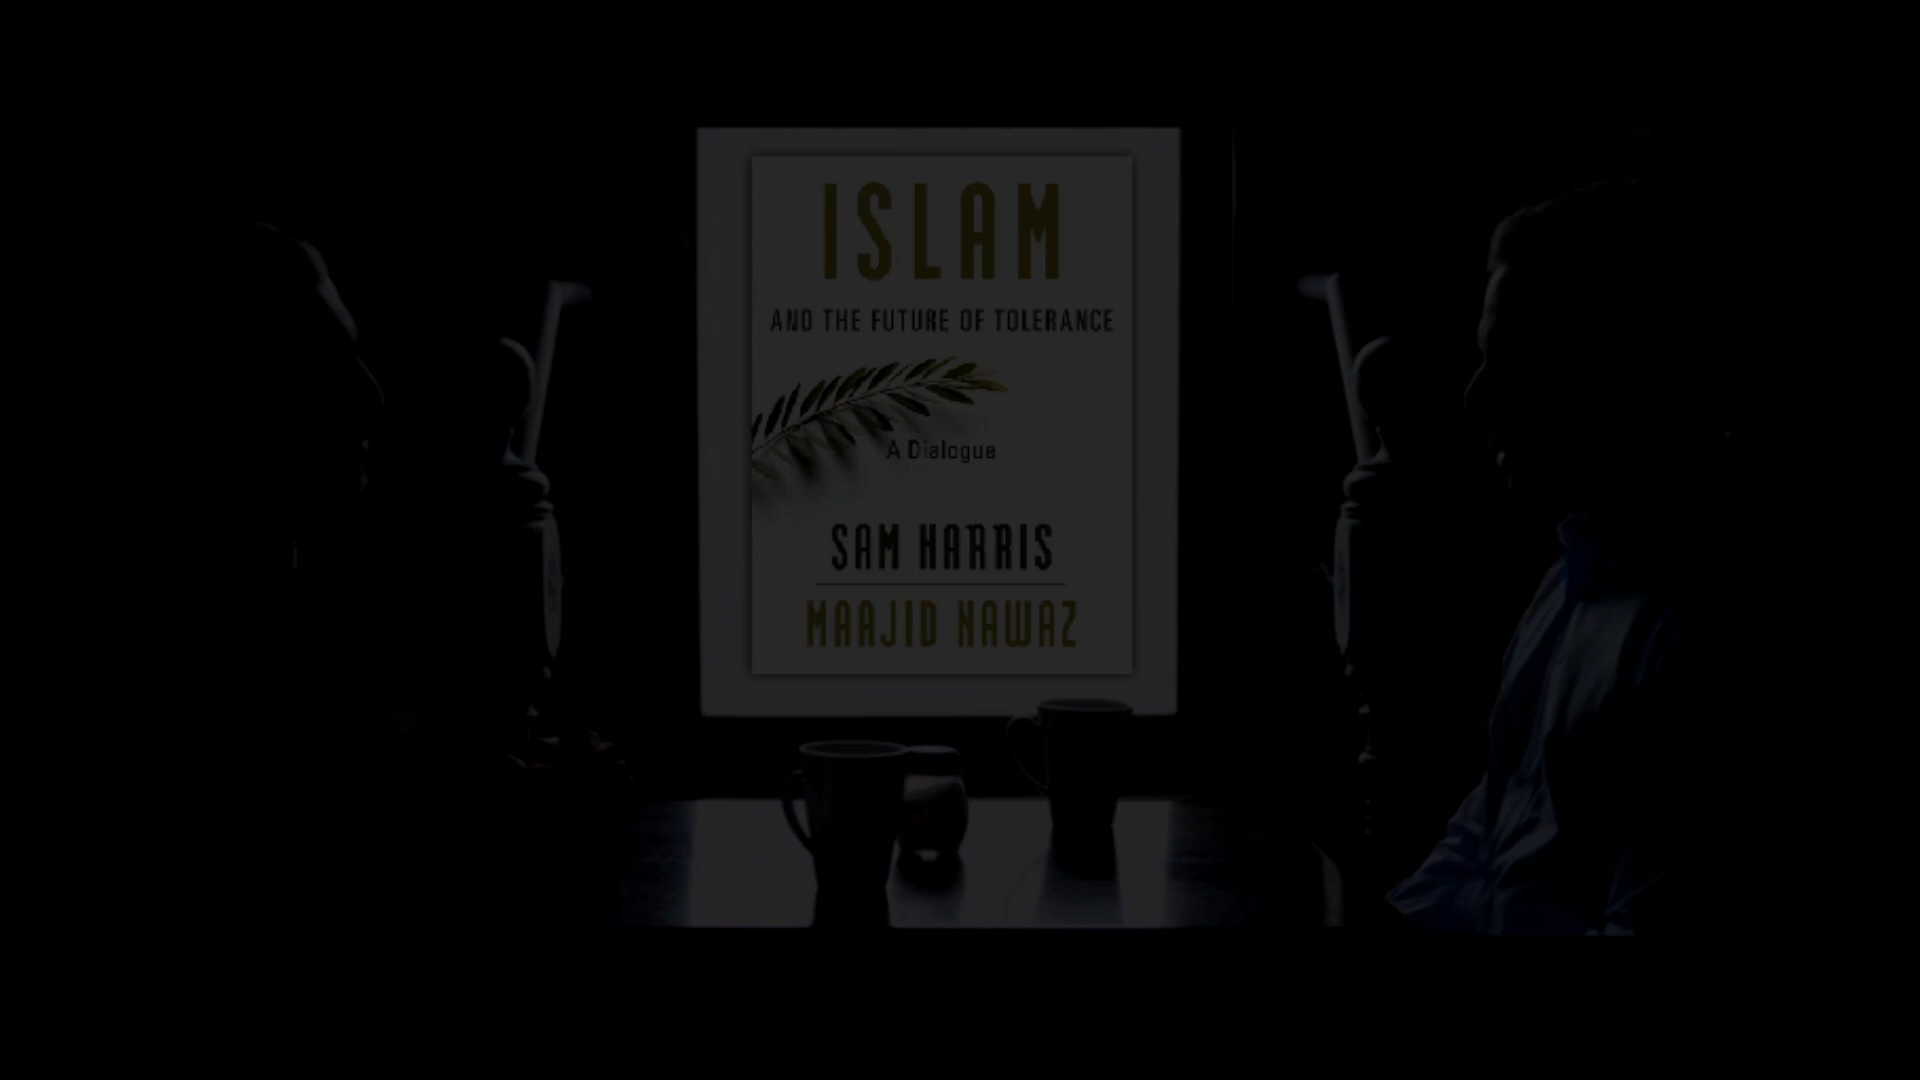 ISLAM
AND THE FUTURE OF TOLERANCE
A Dialogue
SAM HARRIS
MAAJID NAWAZ